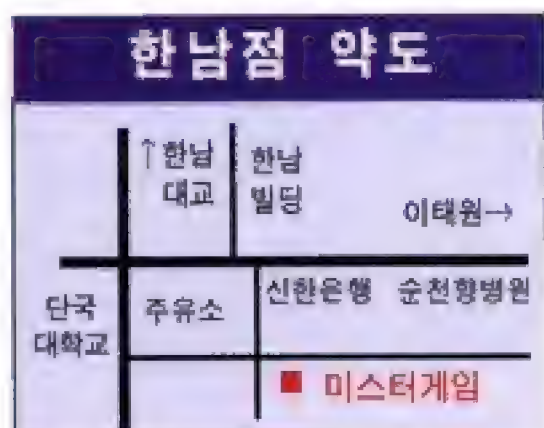 한남점 약도
↑한남
대교
한남
빌딩
이태원→
단국
대학교
주유소
신한은행 순천향병원
■ 미스터게임